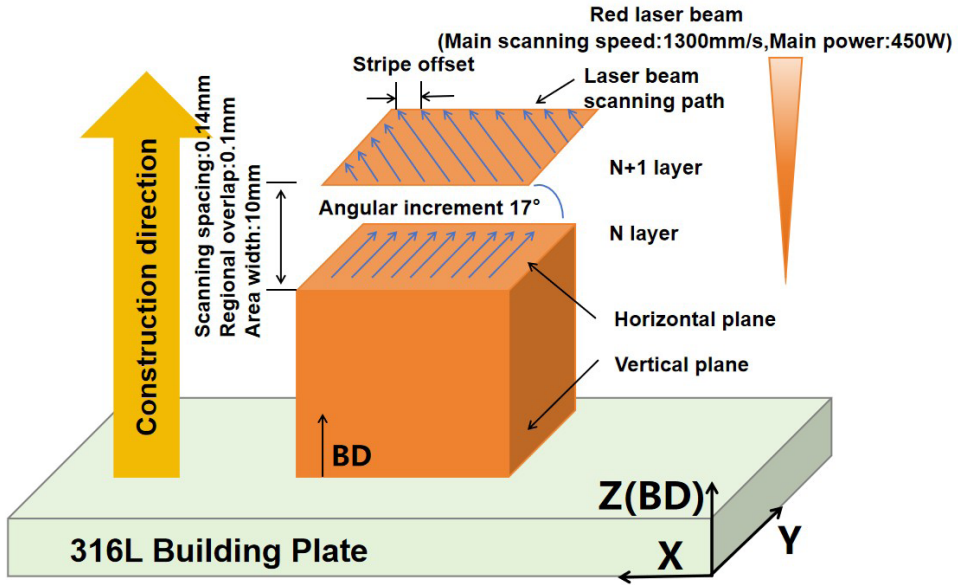 Red laser beam
(Main scanning speed:1300mm/s,Main power:450W)
Stripe offset
Laser beam
scanning path
Construction direction
Scanning spacing:0.14mm
Regional overlap:0.1mm
Area width:10mm
N+1 layer
Angular increment 17°
N layer
Horizontal plane
Vertical plane
BD
Z(BD)
Y
X
316L Building Plate